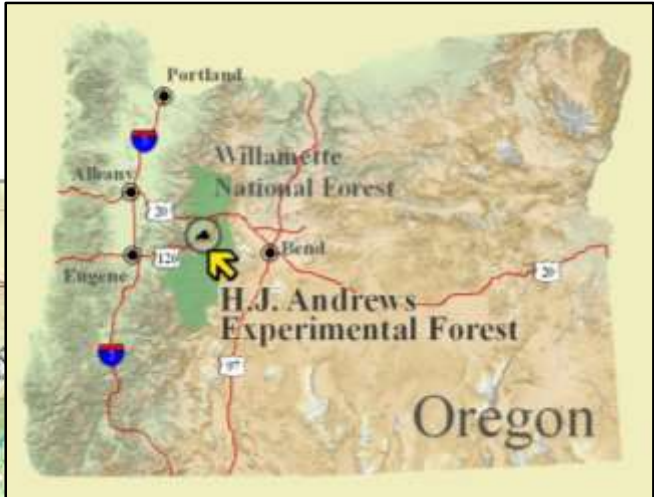 Portland
Willamette
National Forest
Albany
20
Eugene
126
Bend
20
H.J. Andrews
Experimental Forest
97
Oregon